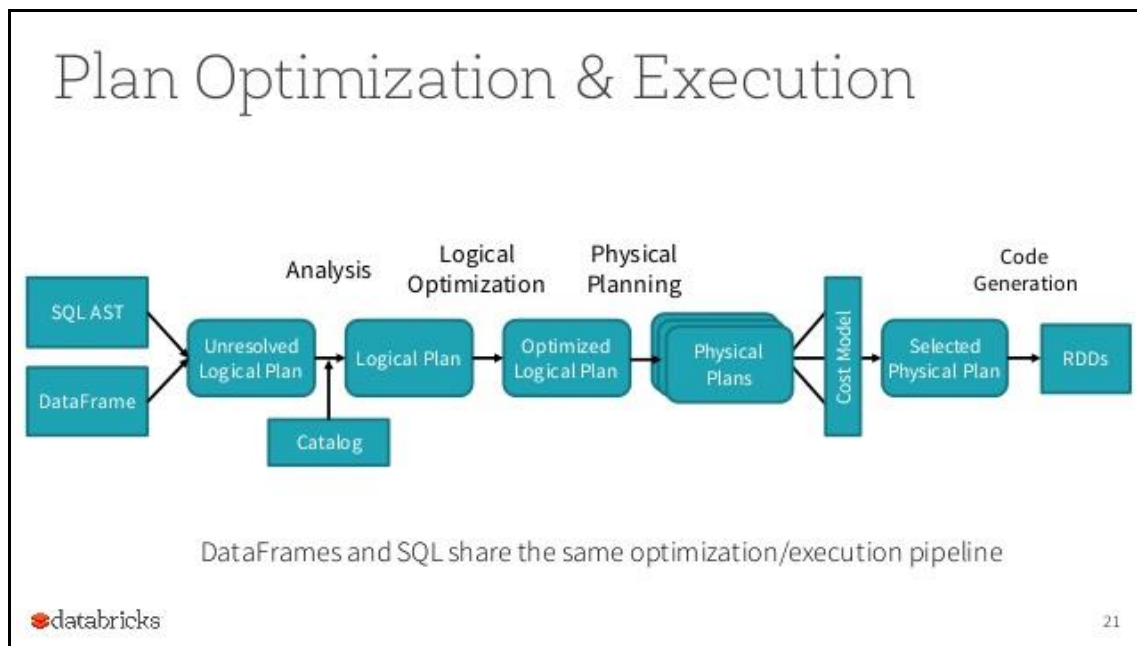 Plan Optimization & Execution
Analysis
Logical
Optimization
Physical
Planning
Code
Generation
SQL AST
DataFrame
Unresolved
Logical Plan
Catalog
Logical Plan
Optimized
Logical Plan
Physical
Plans
Cost Model
Selected
Physical Plan
RDDs
DataFrames and SQL share the same optimization/execution pipeline
databricks
21